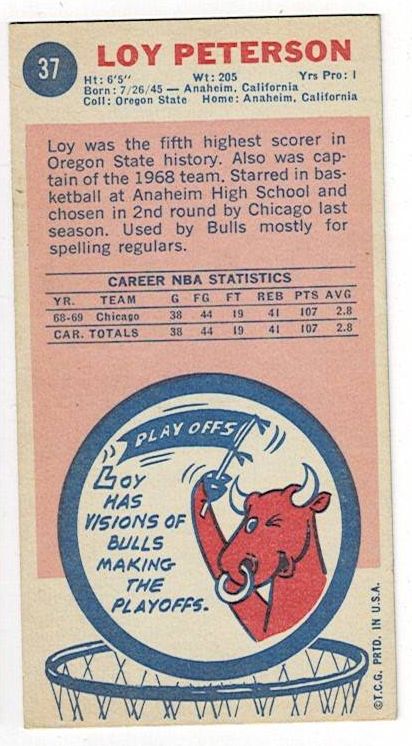 37
LOY PETERSON
Ht: 6'5" Wt: 205 Yrs Pro: 1
Born: 7/26/45 — Anaheim, California
Coll: Oregon State Home: Anaheim, California
Loy was the fifth highest scorer in
Oregon State history. Also was cap-
tain of the 1968 team. Starred in bas-
ketball at Anaheim High School and
chosen in 2nd round by Chicago last
season. Used by Bulls mostly for
spelling regulars.
CAREER NBA STATISTICS
YR. TEAM G FG FT REB PTS AVG
68-69 Chicago 38 44 19 41 107 2.8
CAR. TOTALS 38 44 19 41 107 2.8
PLAY OFFS
LOY
HAS
VISIONS OF
BULLS
MAKING
THE
PLAYOFFS.
©T.C.G. PRTD. IN U.S.A.